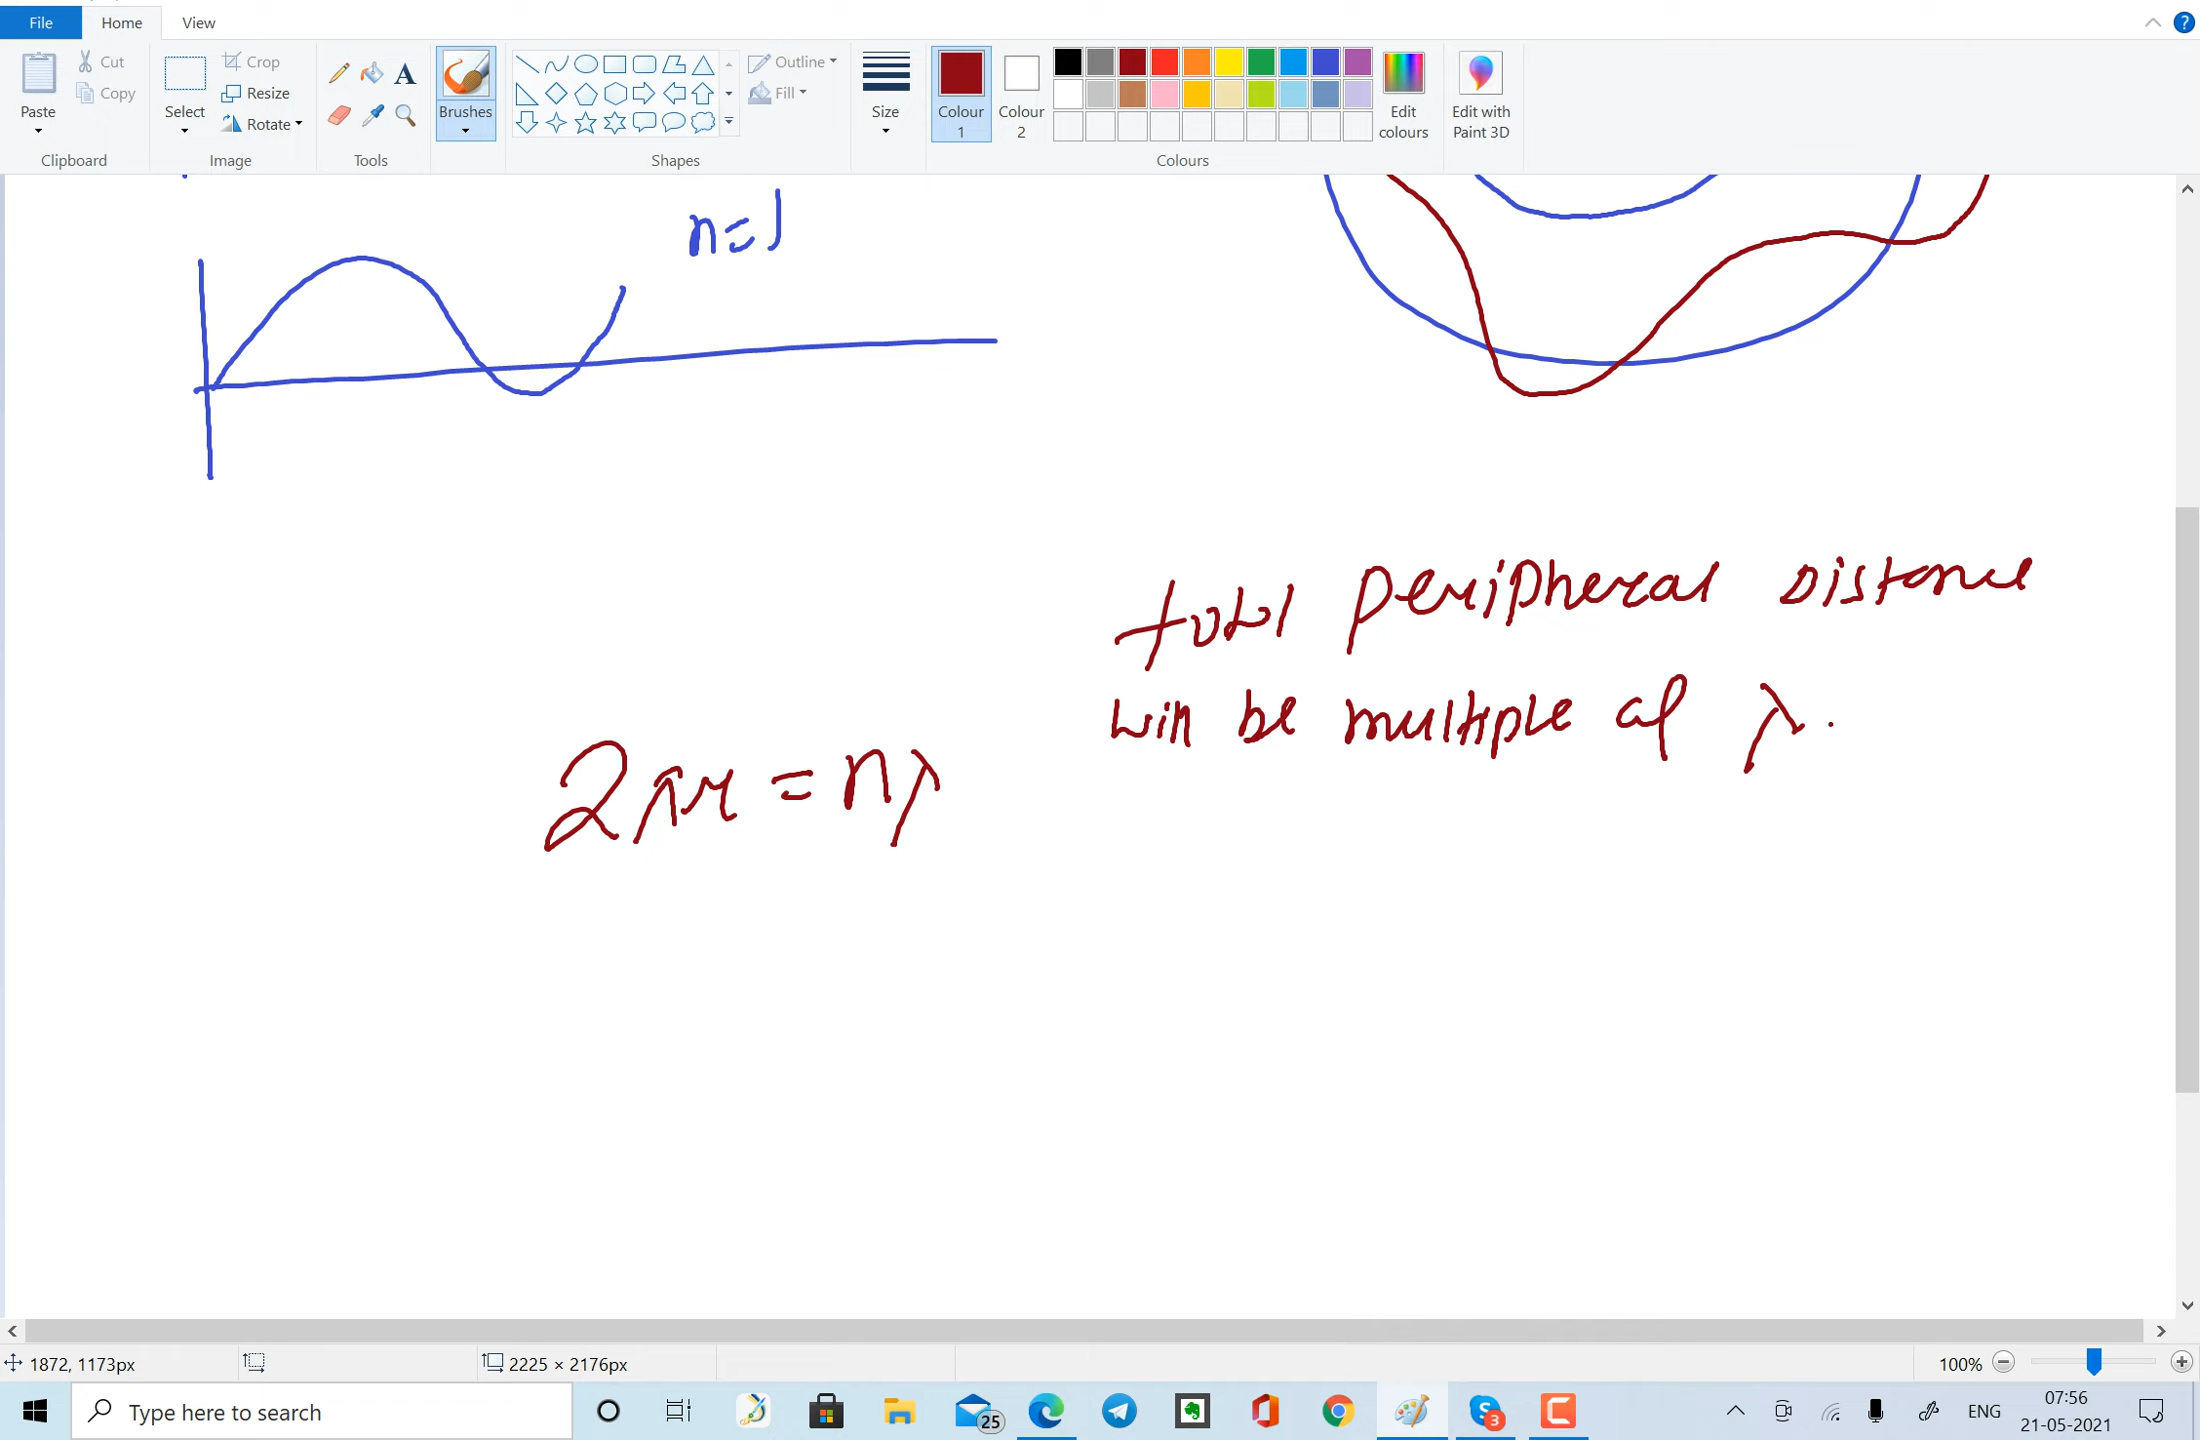 File Home View
Paste
Cut
Copy
Clipboard
Select
Crop
Resize
Rotate
Image
Tools
Brushes
Shapes
Outline
Fill
Size
Colour 1
Colour 2
Colours
Edit colours
Edit with Paint 3D
n=1
total peripheral Distance
will be multiple of λ.
2πr = nλ
1872, 1173px
2225 × 2176px
100%
Type here to search
25
3
ENG
07:56
21-05-2021